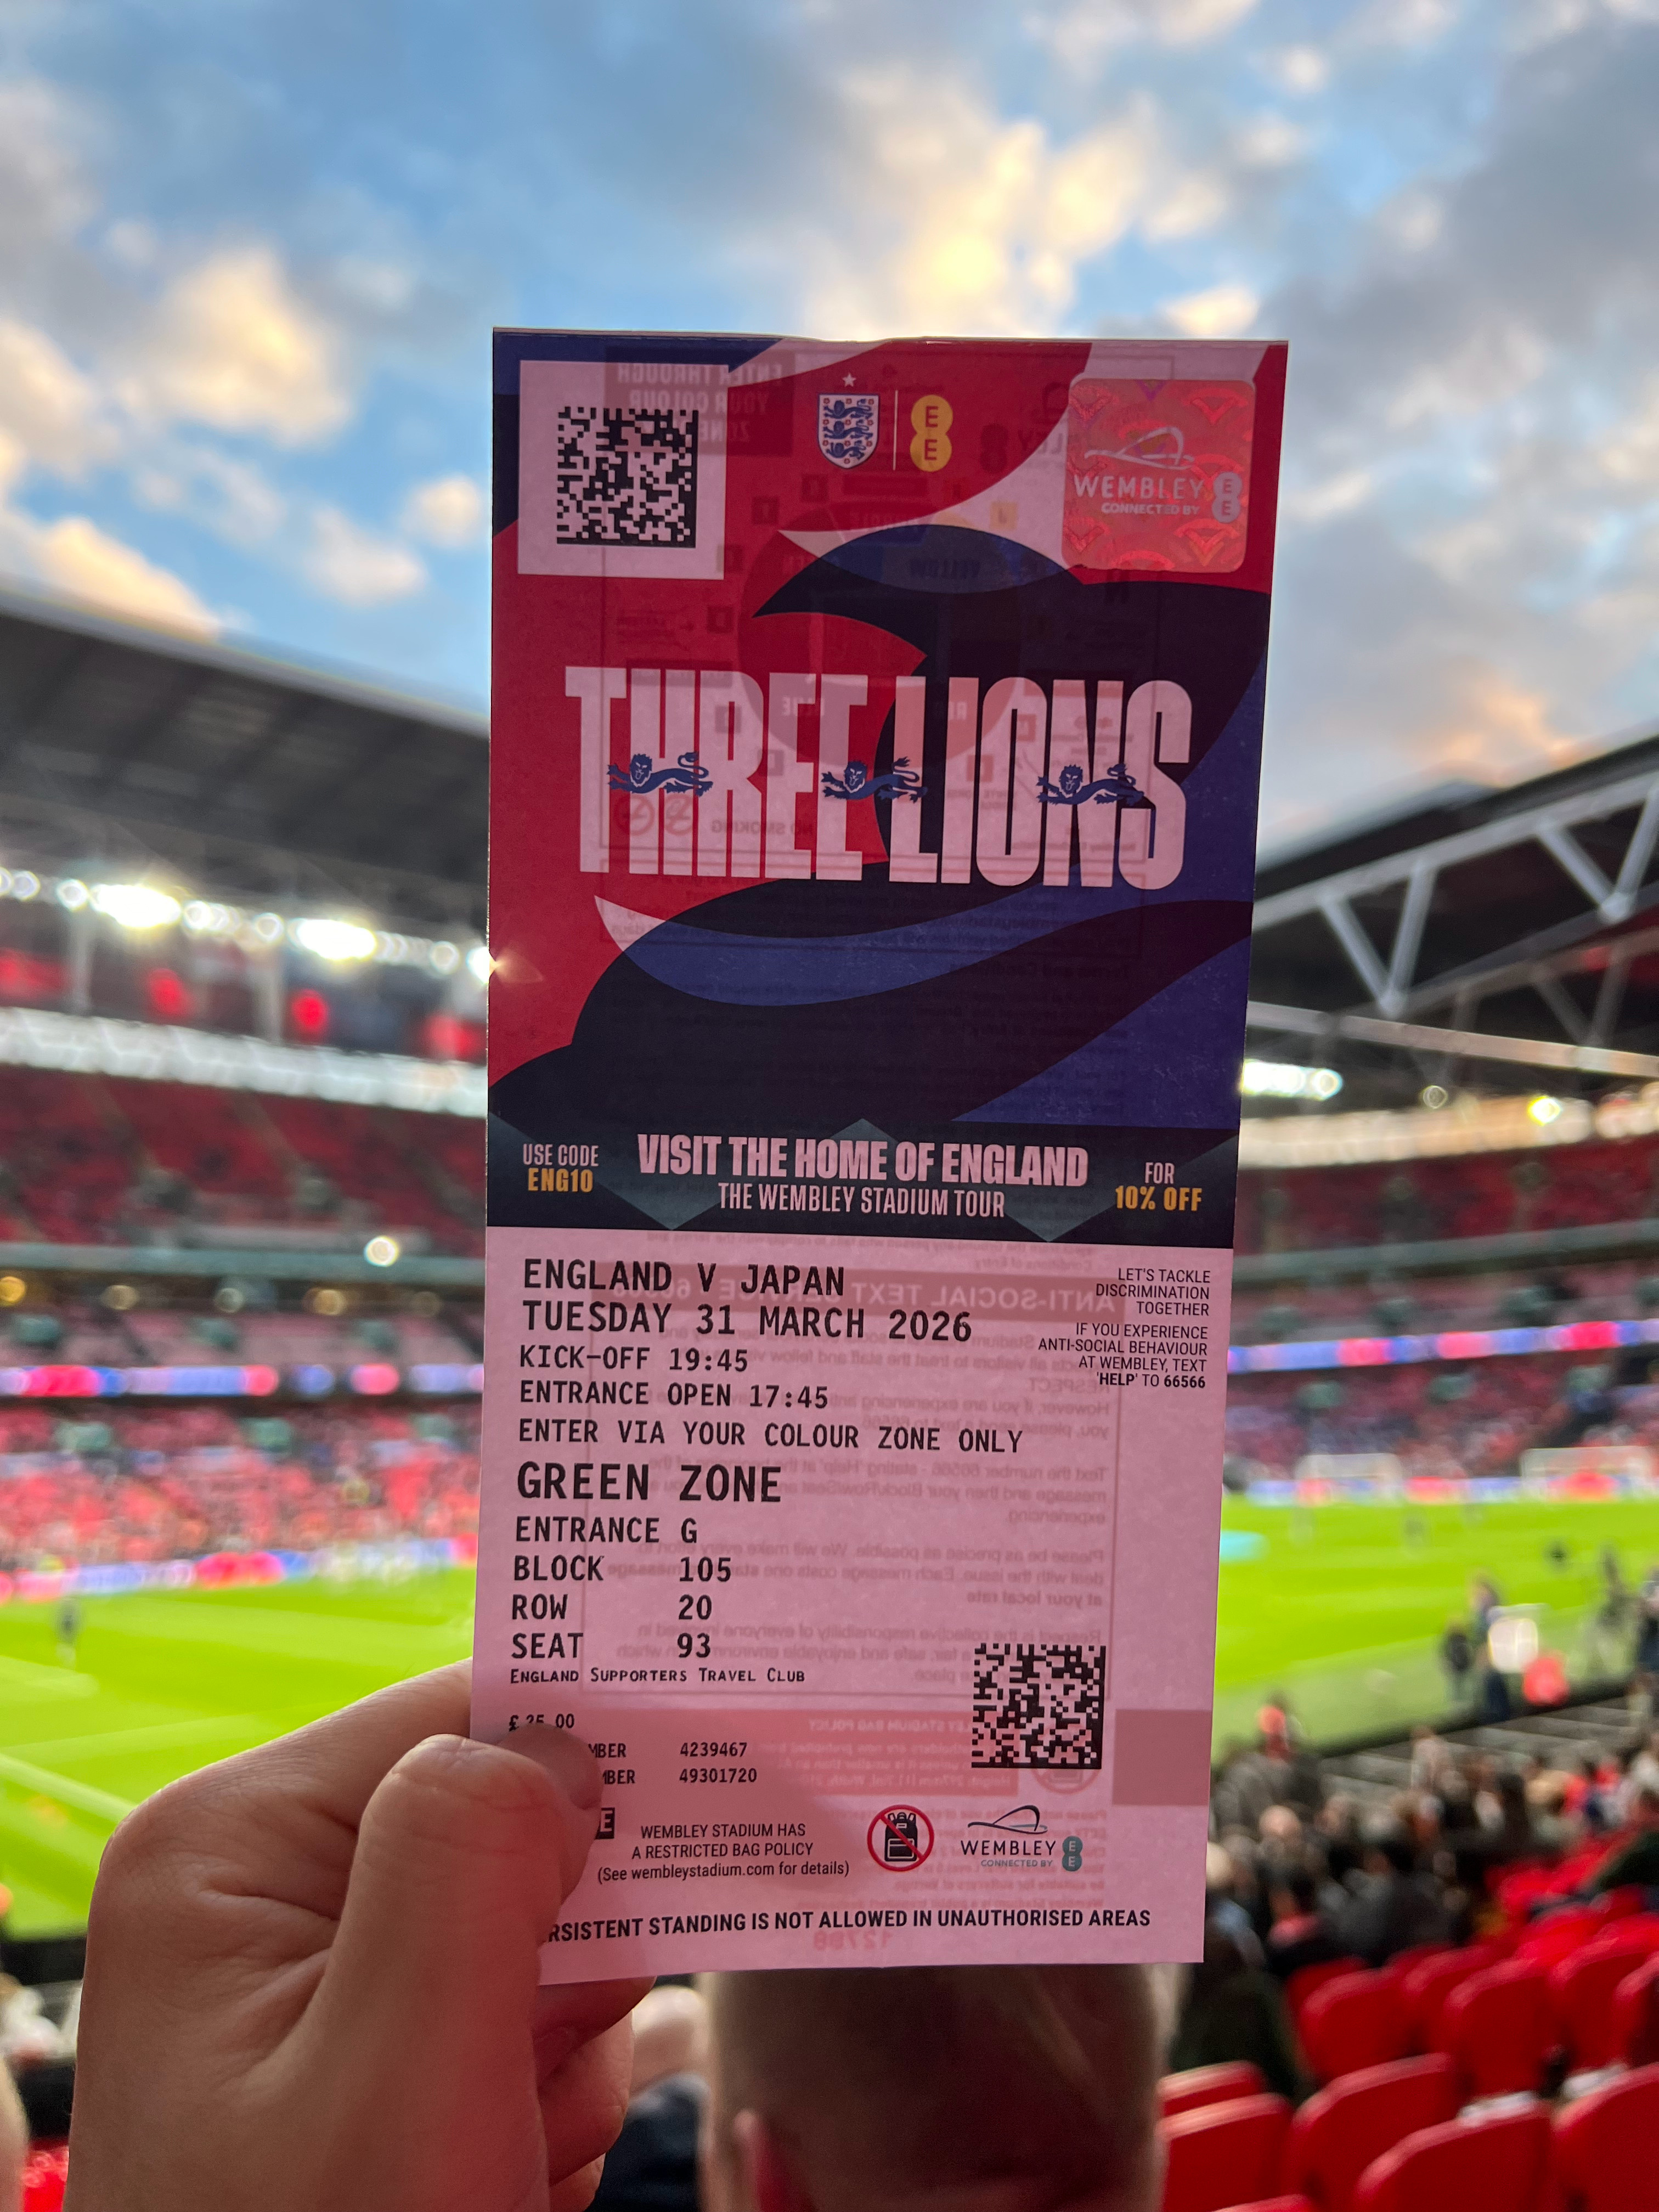 E
E
WEMBLEY E
CONNECTED BY E
THREE LIONS
USE CODE
ENG10
VISIT THE HOME OF ENGLAND
THE WEMBLEY STADIUM TOUR
FOR
10% OFF
ENGLAND V JAPAN
TUESDAY 31 MARCH 2026
KICK-OFF 19:45
ENTRANCE OPEN 17:45
ENTER VIA YOUR COLOUR ZONE ONLY
GREEN ZONE
ENTRANCE G
BLOCK 105
ROW 20
SEAT 93
ENGLAND SUPPORTERS TRAVEL CLUB
LET'S TACKLE
DISCRIMINATION
TOGETHER
IF YOU EXPERIENCE
ANTI-SOCIAL BEHAVIOUR
AT WEMBLEY, TEXT
'HELP' TO 66566
£
MBER 4239467
MBER 49301720
E
WEMBLEY STADIUM HAS
A RESTRICTED BAG POLICY
(See wembleystadium.com for details)
WEMBLEY E
CONNECTED BY E
RSISTENT STANDING IS NOT ALLOWED IN UNAUTHORISED AREAS